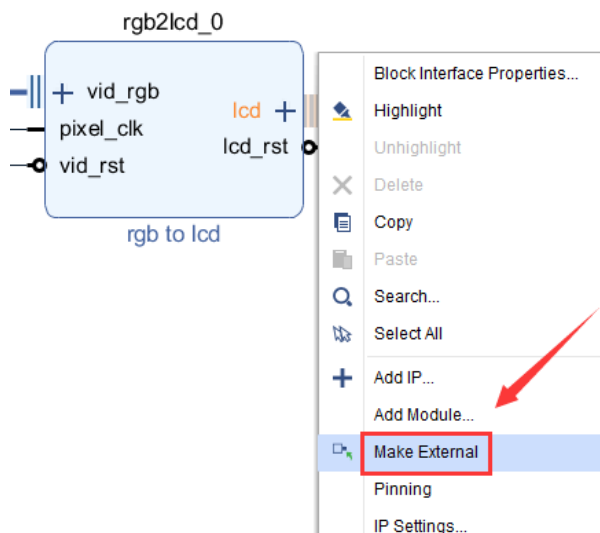 rgb2lcd_0
vid_rgb
pixel_clk
vid_rst
lcd
lcd_rst
rgb to lcd
Block Interface Properties...
Highlight
Unhighlight
Delete
Copy
Paste
Search...
Select All
Add IP...
Add Module...
Make External
Pinning
IP Settings...